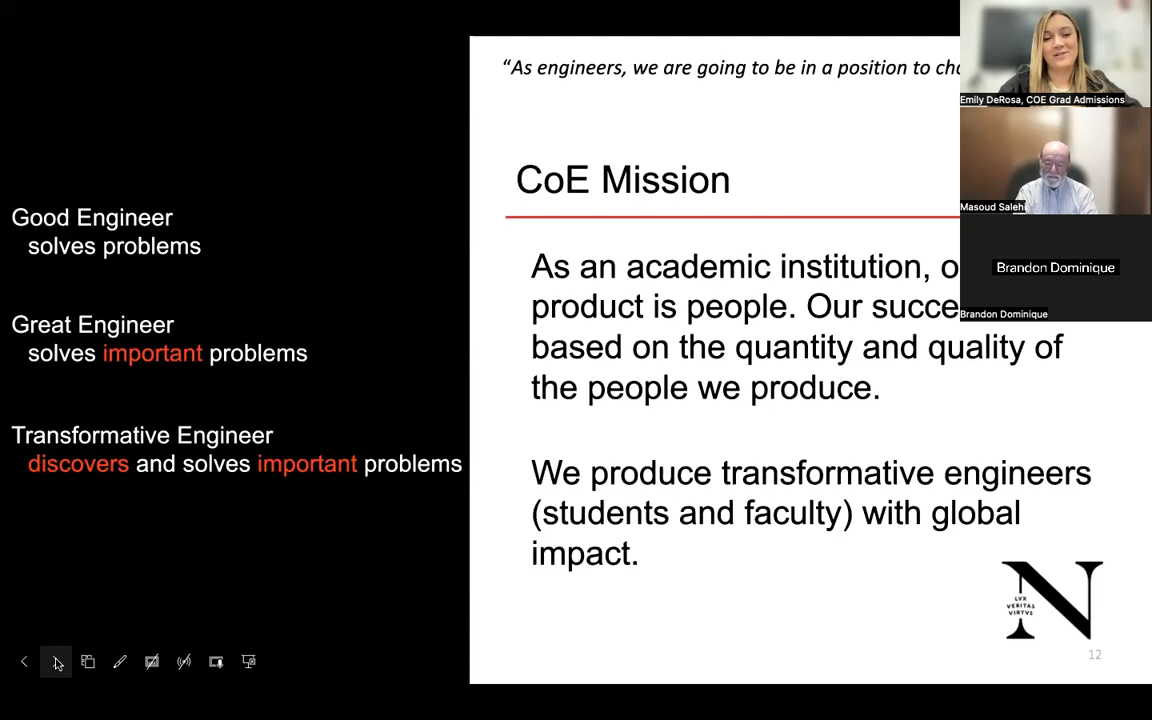 Good Engineer
solves problems
Great Engineer
solves important problems
Transformative Engineer
discovers and solves important problems
“As engineers, we are going to be in a position to
CoE Mission
As an academic institution,
product is people. Our
based on the quantity and quality of
the people we produce.
We produce transformative engineers
(students and faculty) with global
impact.
N
LVX
VERITAS
VIRTVS
12
Emily DeRosa, COE Grad Admissions
Masoud Salehi
Brandon Dominique
Brandon Dominique